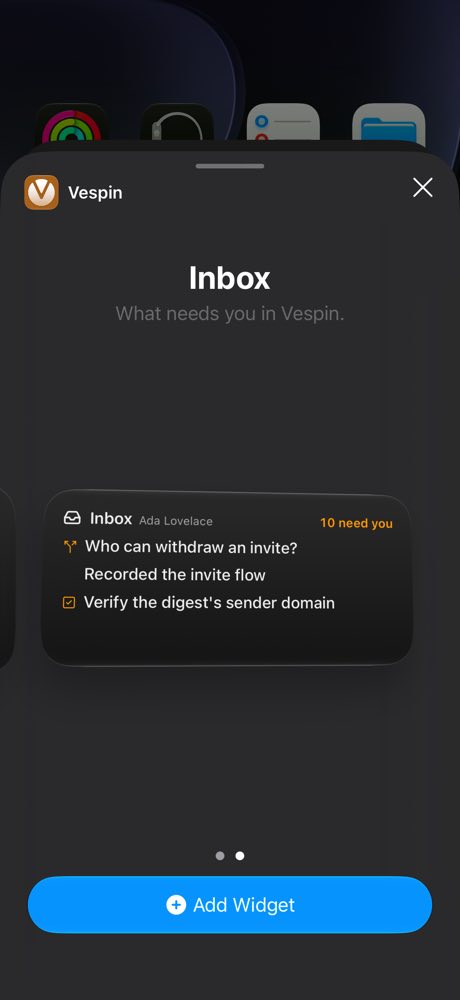 Vespin
Inbox
What needs you in Vespin.
Inbox Ada Lovelace 10 need you
Who can withdraw an invite?
Recorded the invite flow
Verify the digest's sender domain
Add Widget